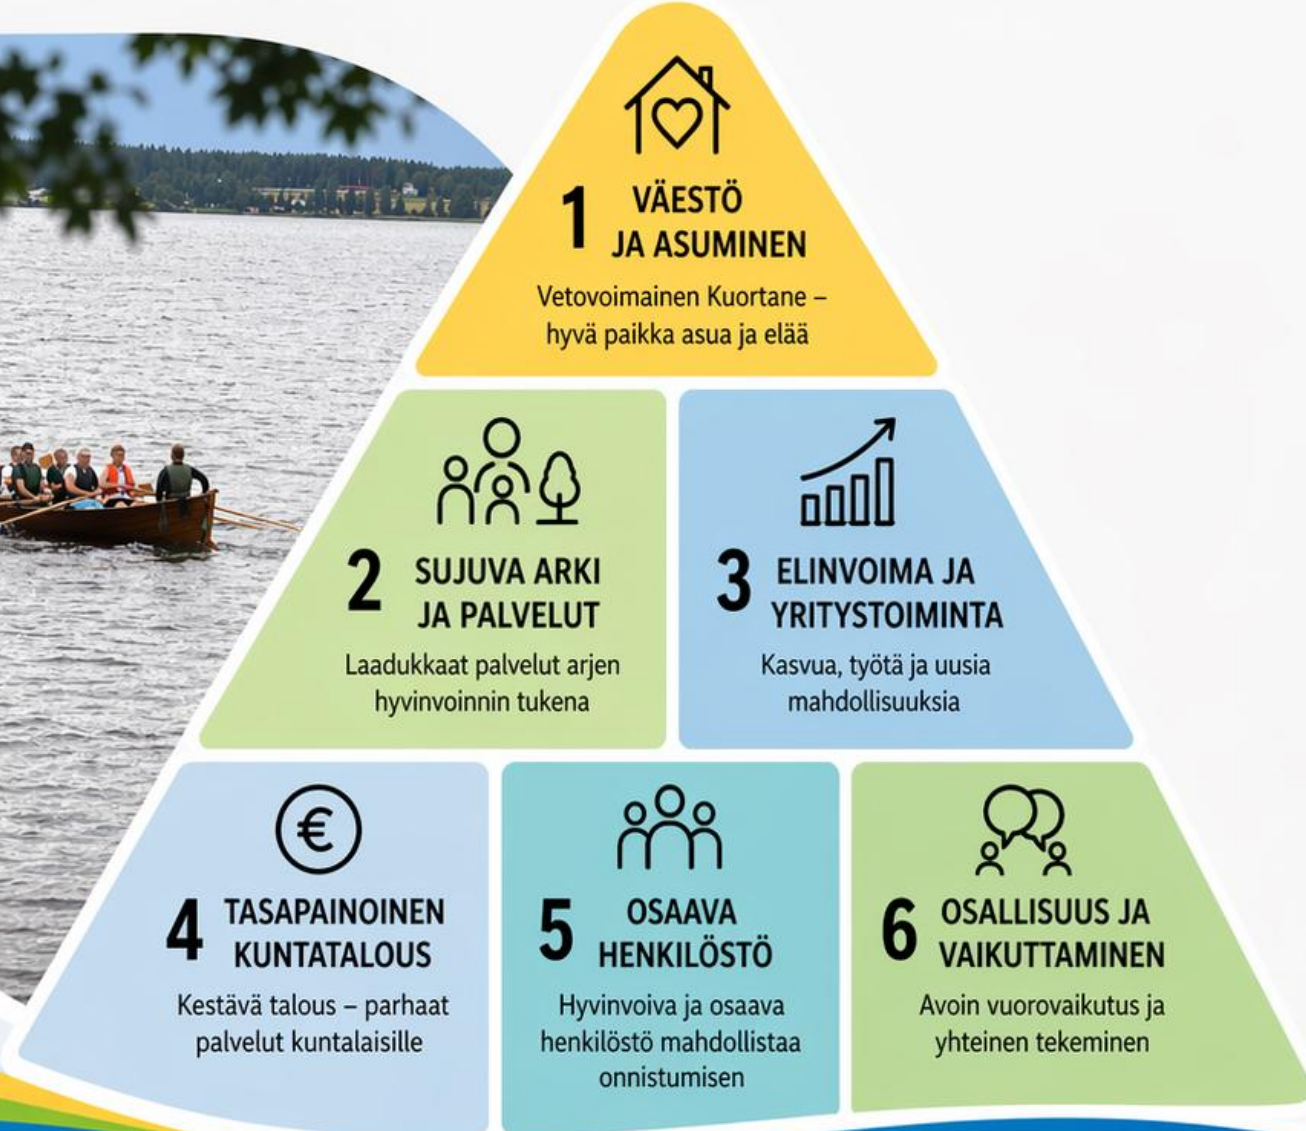 1 VÄESTÖ
JA ASUMINEN
Vetovoimainen Kuortane –
hyvä paikka asua ja elää
2 SUJUVA ARKI
JA PALVELUT
Laadukkaat palvelut arjen
hyvinvoinnin tukena
3 ELINVOIMA JA
YRITYSTOIMINTA
Kasvua, työtä ja uusia
mahdollisuuksia
€
4 TASAPAINOINEN
KUNTATALOUS
Kestävä talous – parhaat
palvelut kuntalaisille
5 OSAAVA
HENKILÖSTÖ
Hyvinvoiva ja osaava
henkilöstö mahdollistaa
onnistumisen
6 OSALLISUUS JA
VAIKUTTAMINEN
Avoin vuorovaikutus ja
yhteinen tekeminen